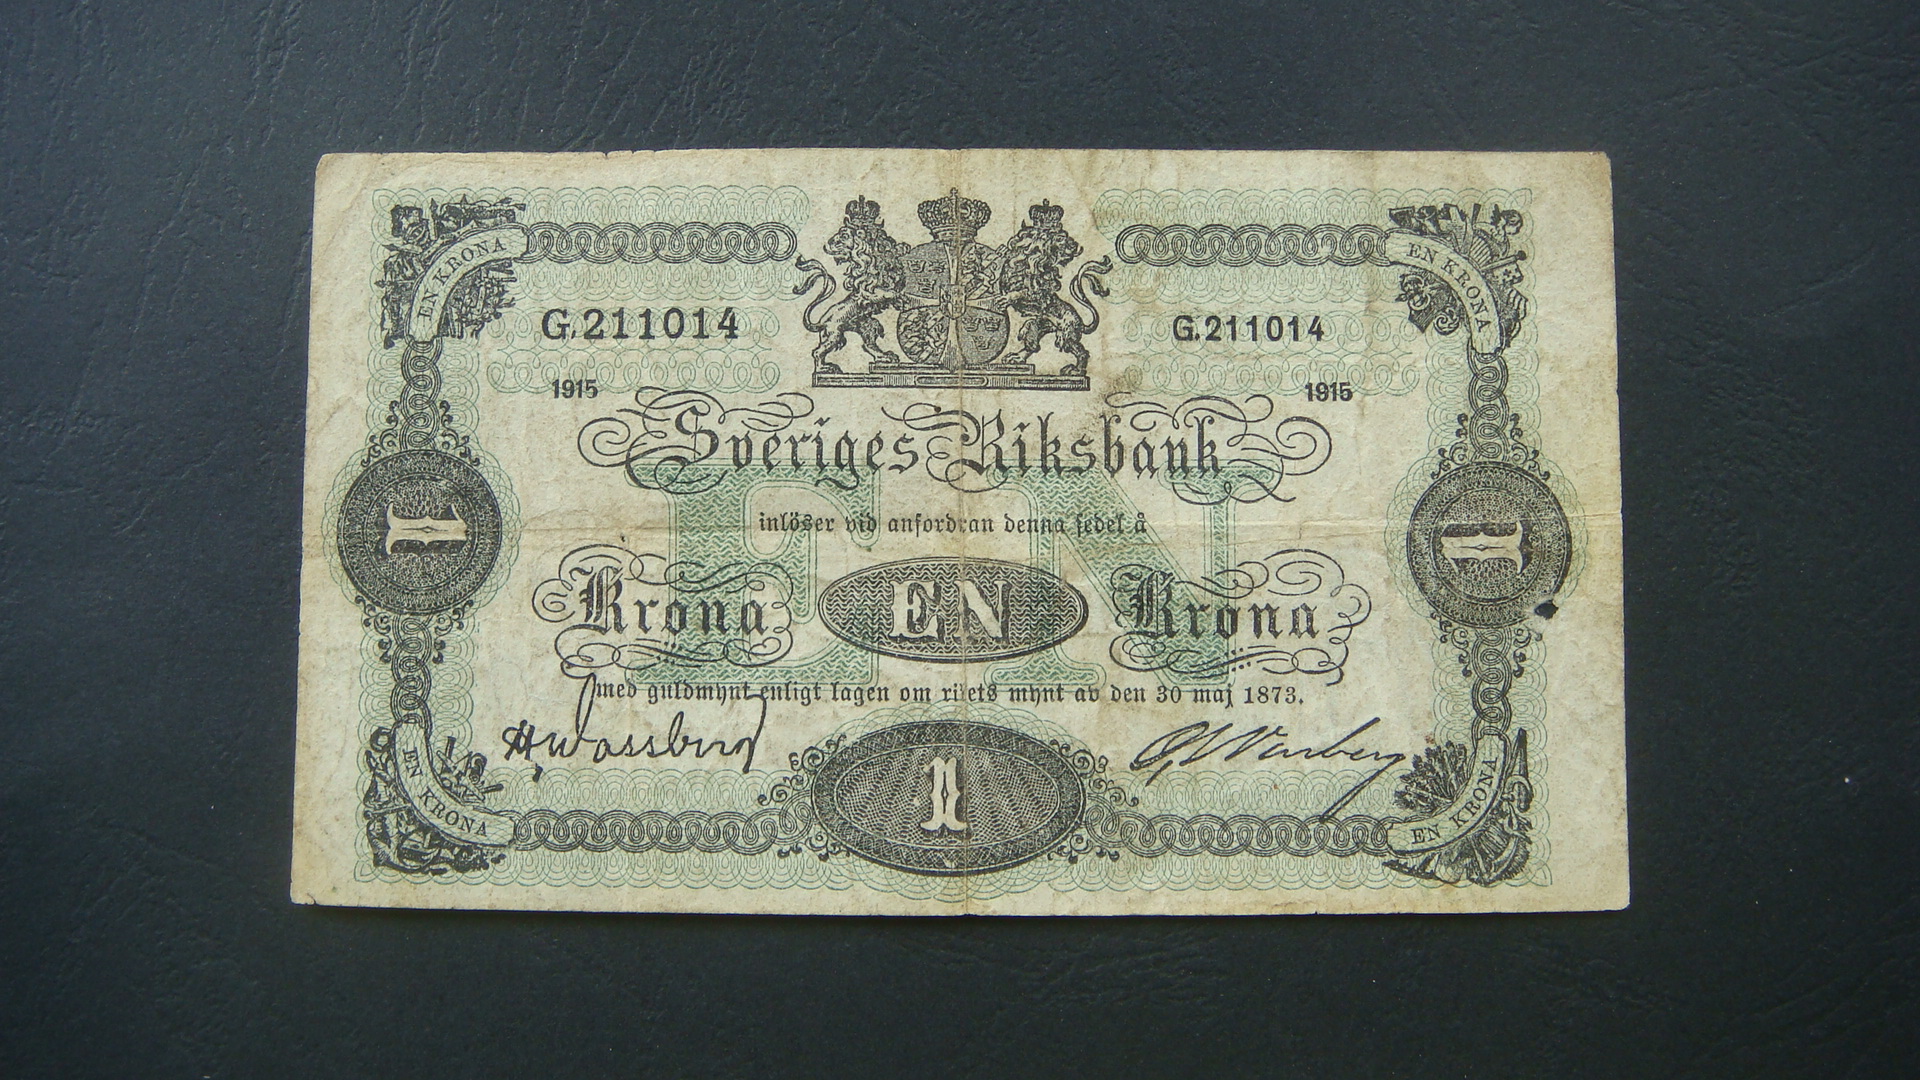 EN KRONA
EN KRONA
G.211014
G.211014
1915
1915
Sveriges Riksbank
inlöser vid anfordran denna sedel å
1
1
EN
Krona EN Krona
med guldmynt enligt lagen om rikets mynt av den 30 maj 1873.
1
EN KRONA
EN KRONA